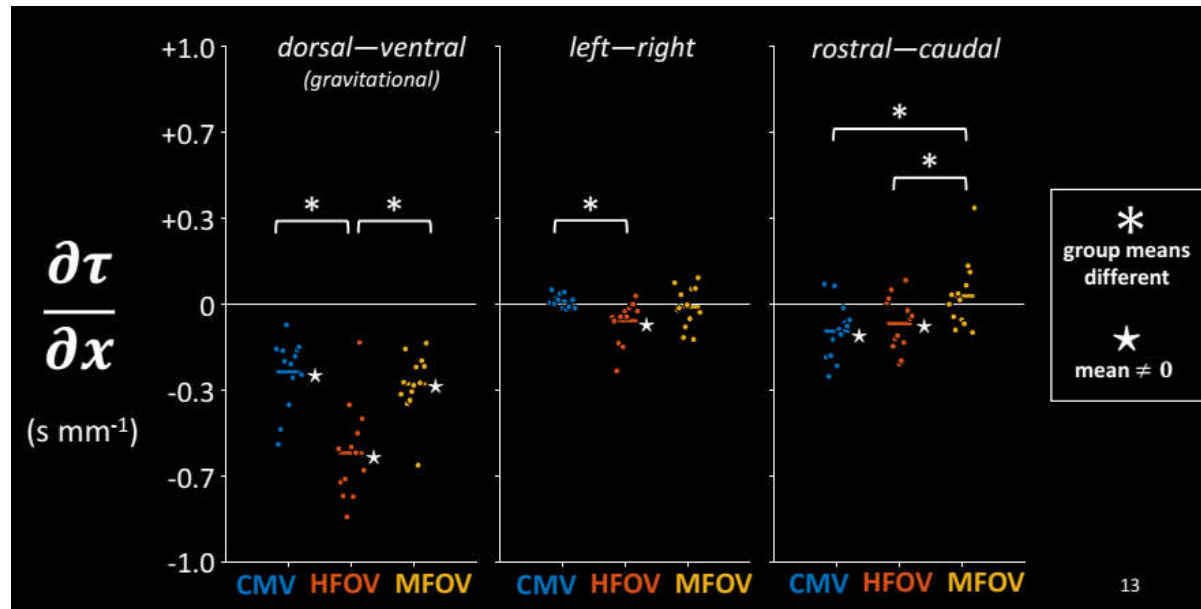 dorsal—ventral
(gravitational)
left—right
rostral—caudal
+1.0
+0.7
+0.3
0
-0.3
-0.7
-1.0
∂τ
∂x
(s mm⁻¹)
* *
*
*
*
CMV HFOV MFOV
CMV HFOV MFOV
CMV HFOV MFOV
*
group means
different
★
mean ≠ 0
13